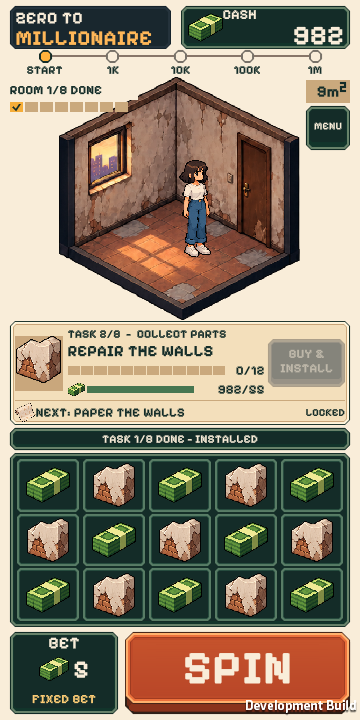 ZERO TO
MILLIONAIRE
CASH
982
START
1K
10K
100K
1M
ROOM 1/8 DONE
9m²
MENU
TASK 2/8 - COLLECT PARTS
REPAIR THE WALLS
0/12
BUY &
INSTALL
982/55
NEXT: PAPER THE WALLS
LOCKED
TASK 1/8 DONE - INSTALLED
BET
SPIN
FIXED BET
Development Build